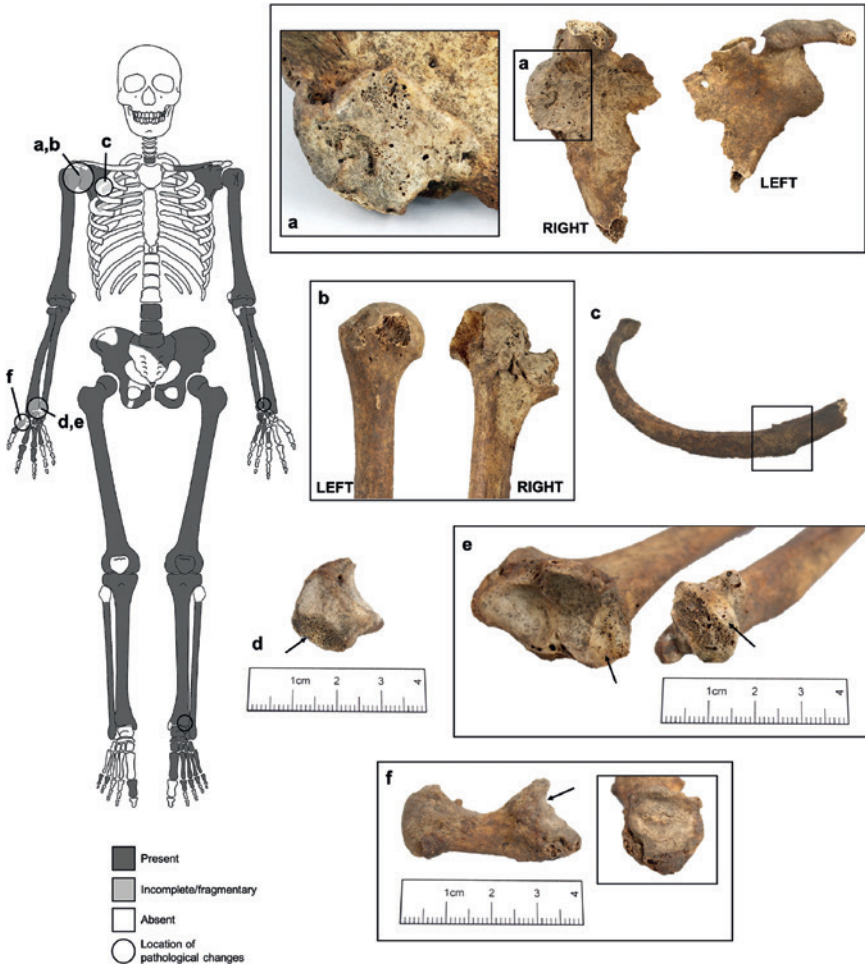 a,b
c
f
d,e
a
a
RIGHT
LEFT
b
LEFT
RIGHT
c
d
1cm 2 3 4
e
1cm 2 3 4
f
1cm 2 3 4
Present
Incomplete/fragmentary
Absent
Location of
pathological changes